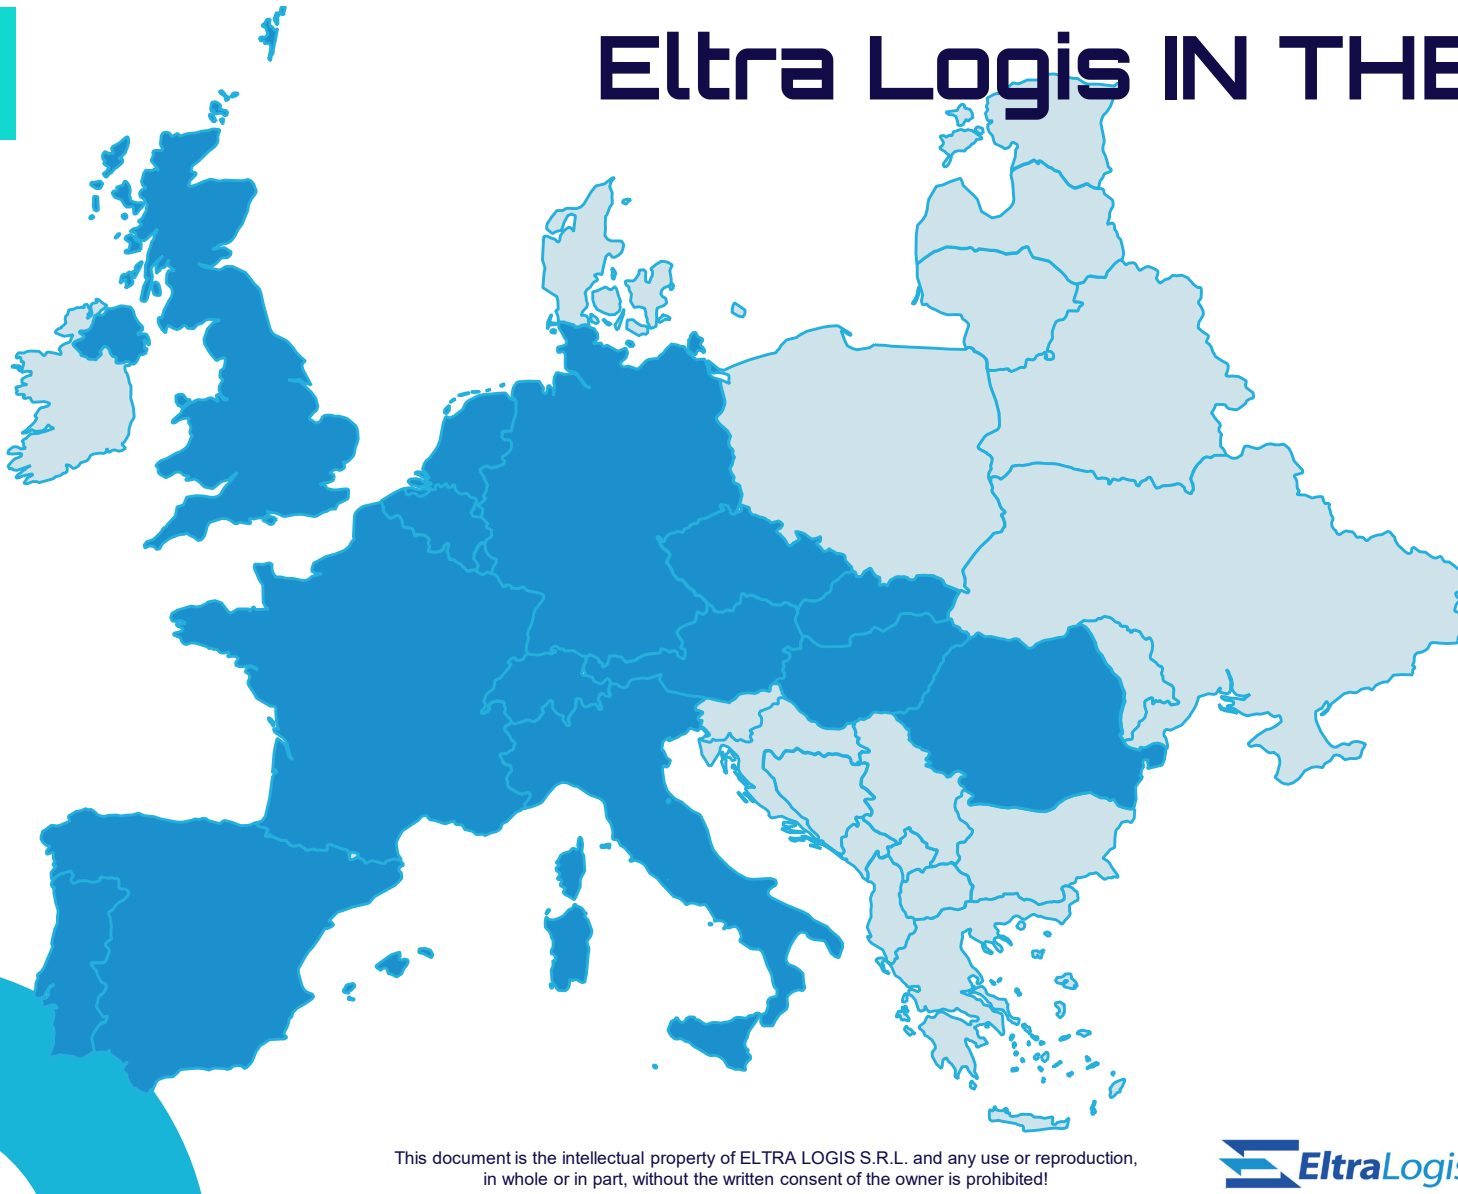 Eltra Logis IN THE
This document is the intellectual property of ELTRA LOGIS S.R.L. and any use or reproduction,
in whole or in part, without the written consent of the owner is prohibited!
EltraLogis